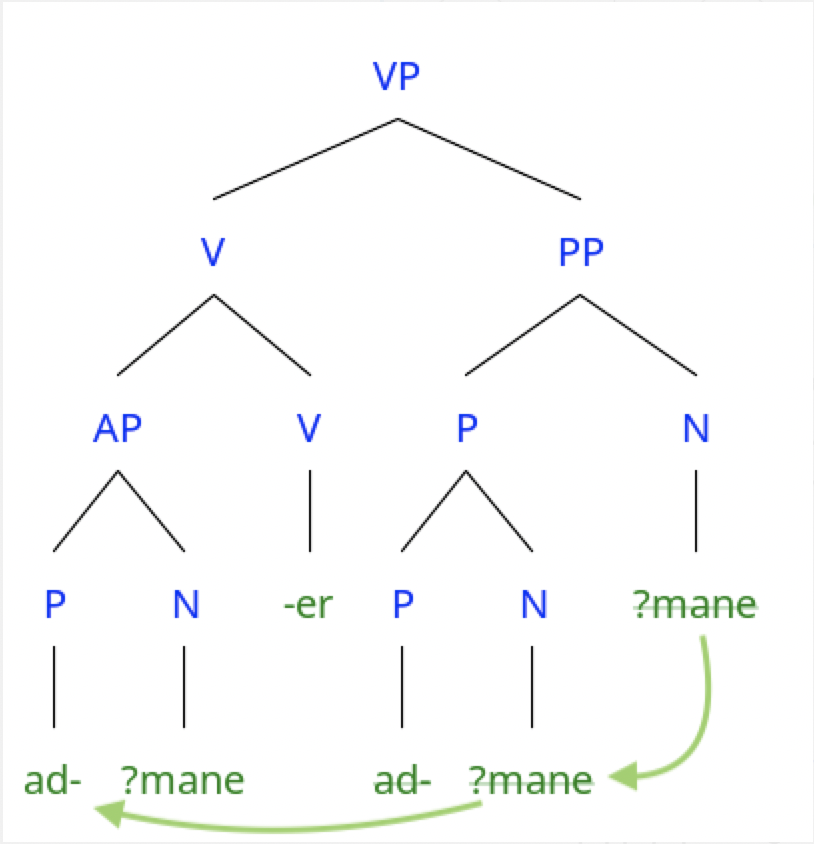 VP
V PP
AP V P N
P N -er P N ?mane
ad- ?mane ad- ?mane